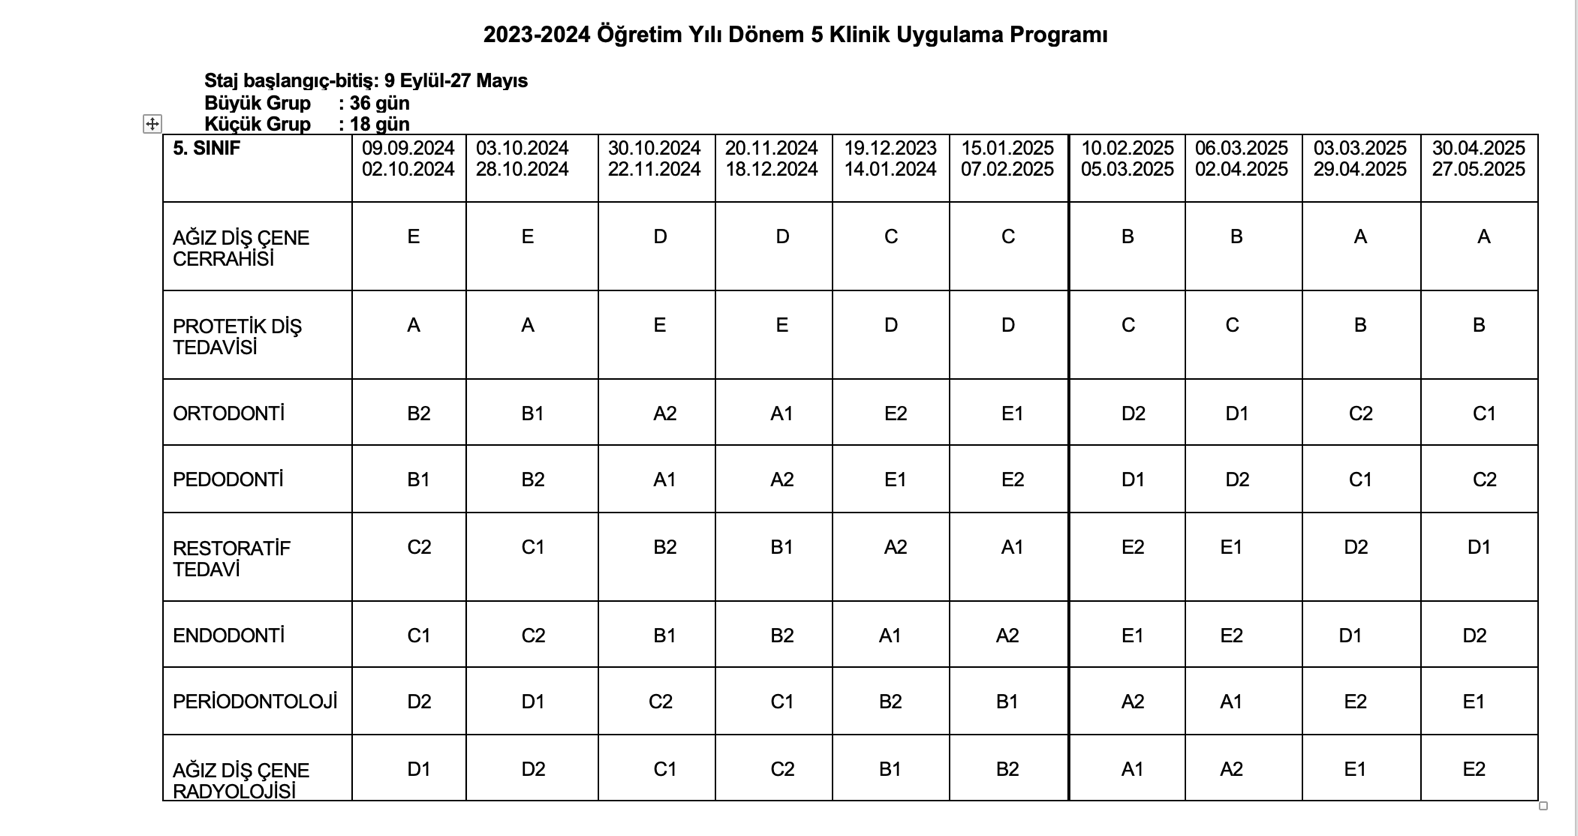 2023-2024 Öğretim Yılı Dönem 5 Klinik Uygulama Programı
Staj başlangıç-bitiş: 9 Eylül-27 Mayıs
Büyük Grup : 36 gün
Küçük Grup : 18 gün
5. SINIF 09.09.2024 03.10.2024 30.10.2024 20.11.2024 19.12.2023 15.01.2025 10.02.2025 06.03.2025 03.03.2025 30.04.2025
02.10.2024 28.10.2024 22.11.2024 18.12.2024 14.01.2024 07.02.2025 05.03.2025 02.04.2025 29.04.2025 27.05.2025
AĞIZ DİŞ ÇENE E E D D C C B B A A
CERRAHİSİ
PROTETİK DİŞ A A E E D D C C B B
TEDAVİSİ
ORTODONTİ B2 B1 A2 A1 E2 E1 D2 D1 C2 C1
PEDODONTİ B1 B2 A1 A2 E1 E2 D1 D2 C1 C2
RESTORATİF C2 C1 B2 B1 A2 A1 E2 E1 D2 D1
TEDAVİ
ENDODONTİ C1 C2 B1 B2 A1 A2 E1 E2 D1 D2
PERİODONTOLOJİ D2 D1 C2 C1 B2 B1 A2 A1 E2 E1
AĞIZ DİŞ ÇENE D1 D2 C1 C2 B1 B2 A1 A2 E1 E2
RADYOLOJİSİ